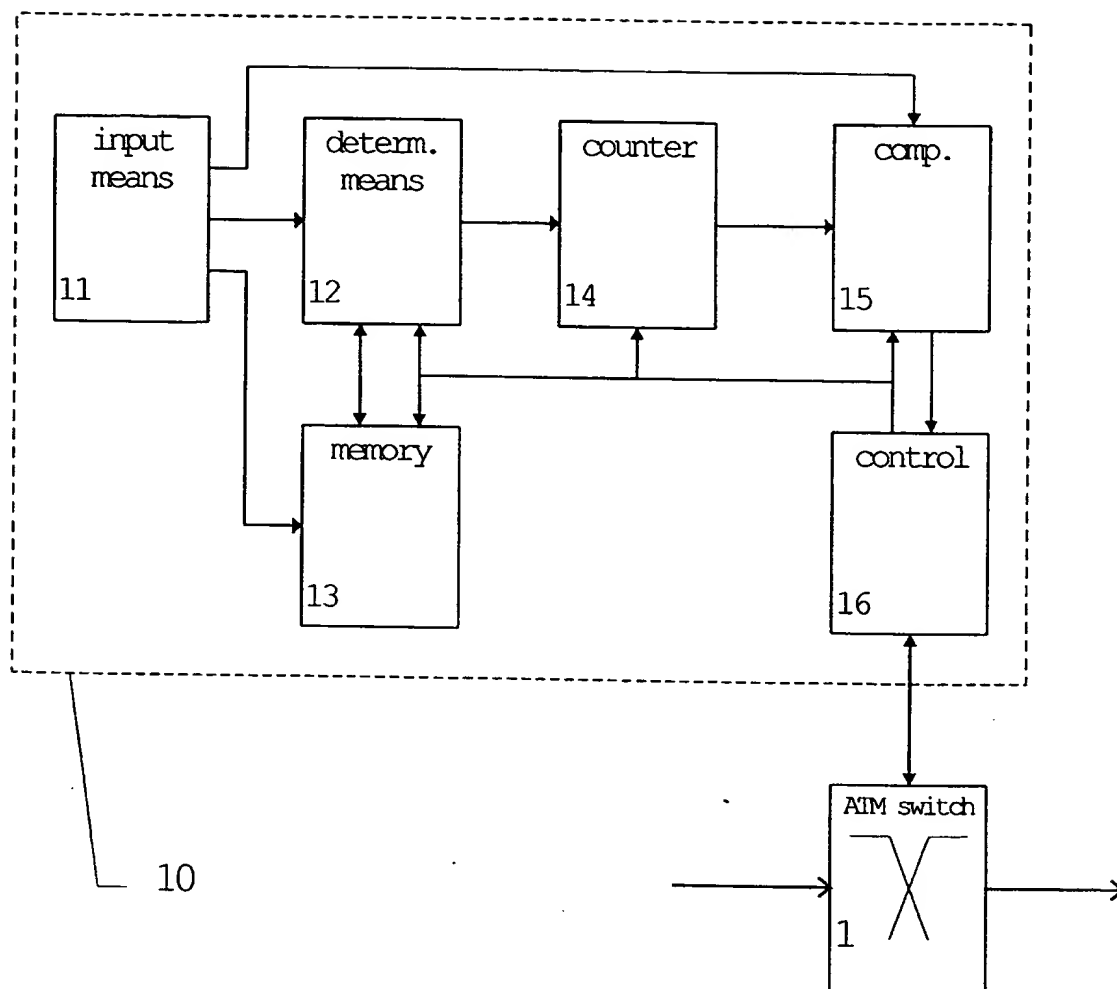 input
means
11
determ.
means
12
counter
14
comp.
15
memory
13
control
16
10
ATM switch
1